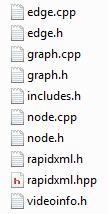 edge.cpp
edge.h
graph.cpp
graph.h
includes.h
node.cpp
node.h
rapidxml.h
rapidxml.hpp
videoinfo.h